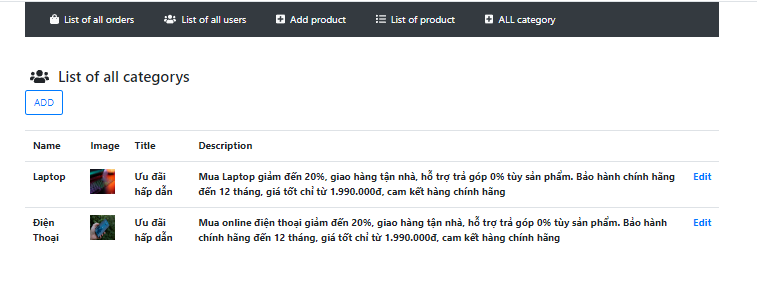 List of all orders List of all users Add product List of product ALL category
List of all categorys
ADD
Name Image Title Description
Laptop Ưu đãi hấp dẫn Mua Laptop giảm đến 20%, giao hàng tận nhà, hỗ trợ trả góp 0% tùy sản phẩm. Bảo hành chính hãng
đến 12 tháng, giá tốt chỉ từ 1.990.000đ, cam kết hàng chính hãng
Edit
Điện Thoại Ưu đãi hấp dẫn Mua online điện thoại giảm đến 20%, giao hàng tận nhà, hỗ trợ trả góp 0% tùy sản phẩm. Bảo hành
chính hãng đến 12 tháng, giá tốt chỉ từ 1.990.000đ, cam kết hàng chính hãng
Edit